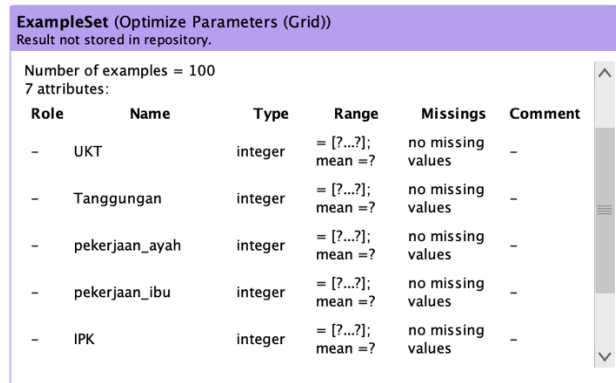 ExampleSet (Optimize Parameters (Grid))
Result not stored in repository.
Number of examples = 100
7 attributes:
Role Name Type Range Missings Comment
– UKT integer = [?...?]; mean =? no missing values –
– Tanggungan integer = [?...?]; mean =? no missing values –
– pekerjaan_ayah integer = [?...?]; mean =? no missing values –
– pekerjaan_ibu integer = [?...?]; mean =? no missing values –
– IPK integer = [?...?]; mean =? no missing values –